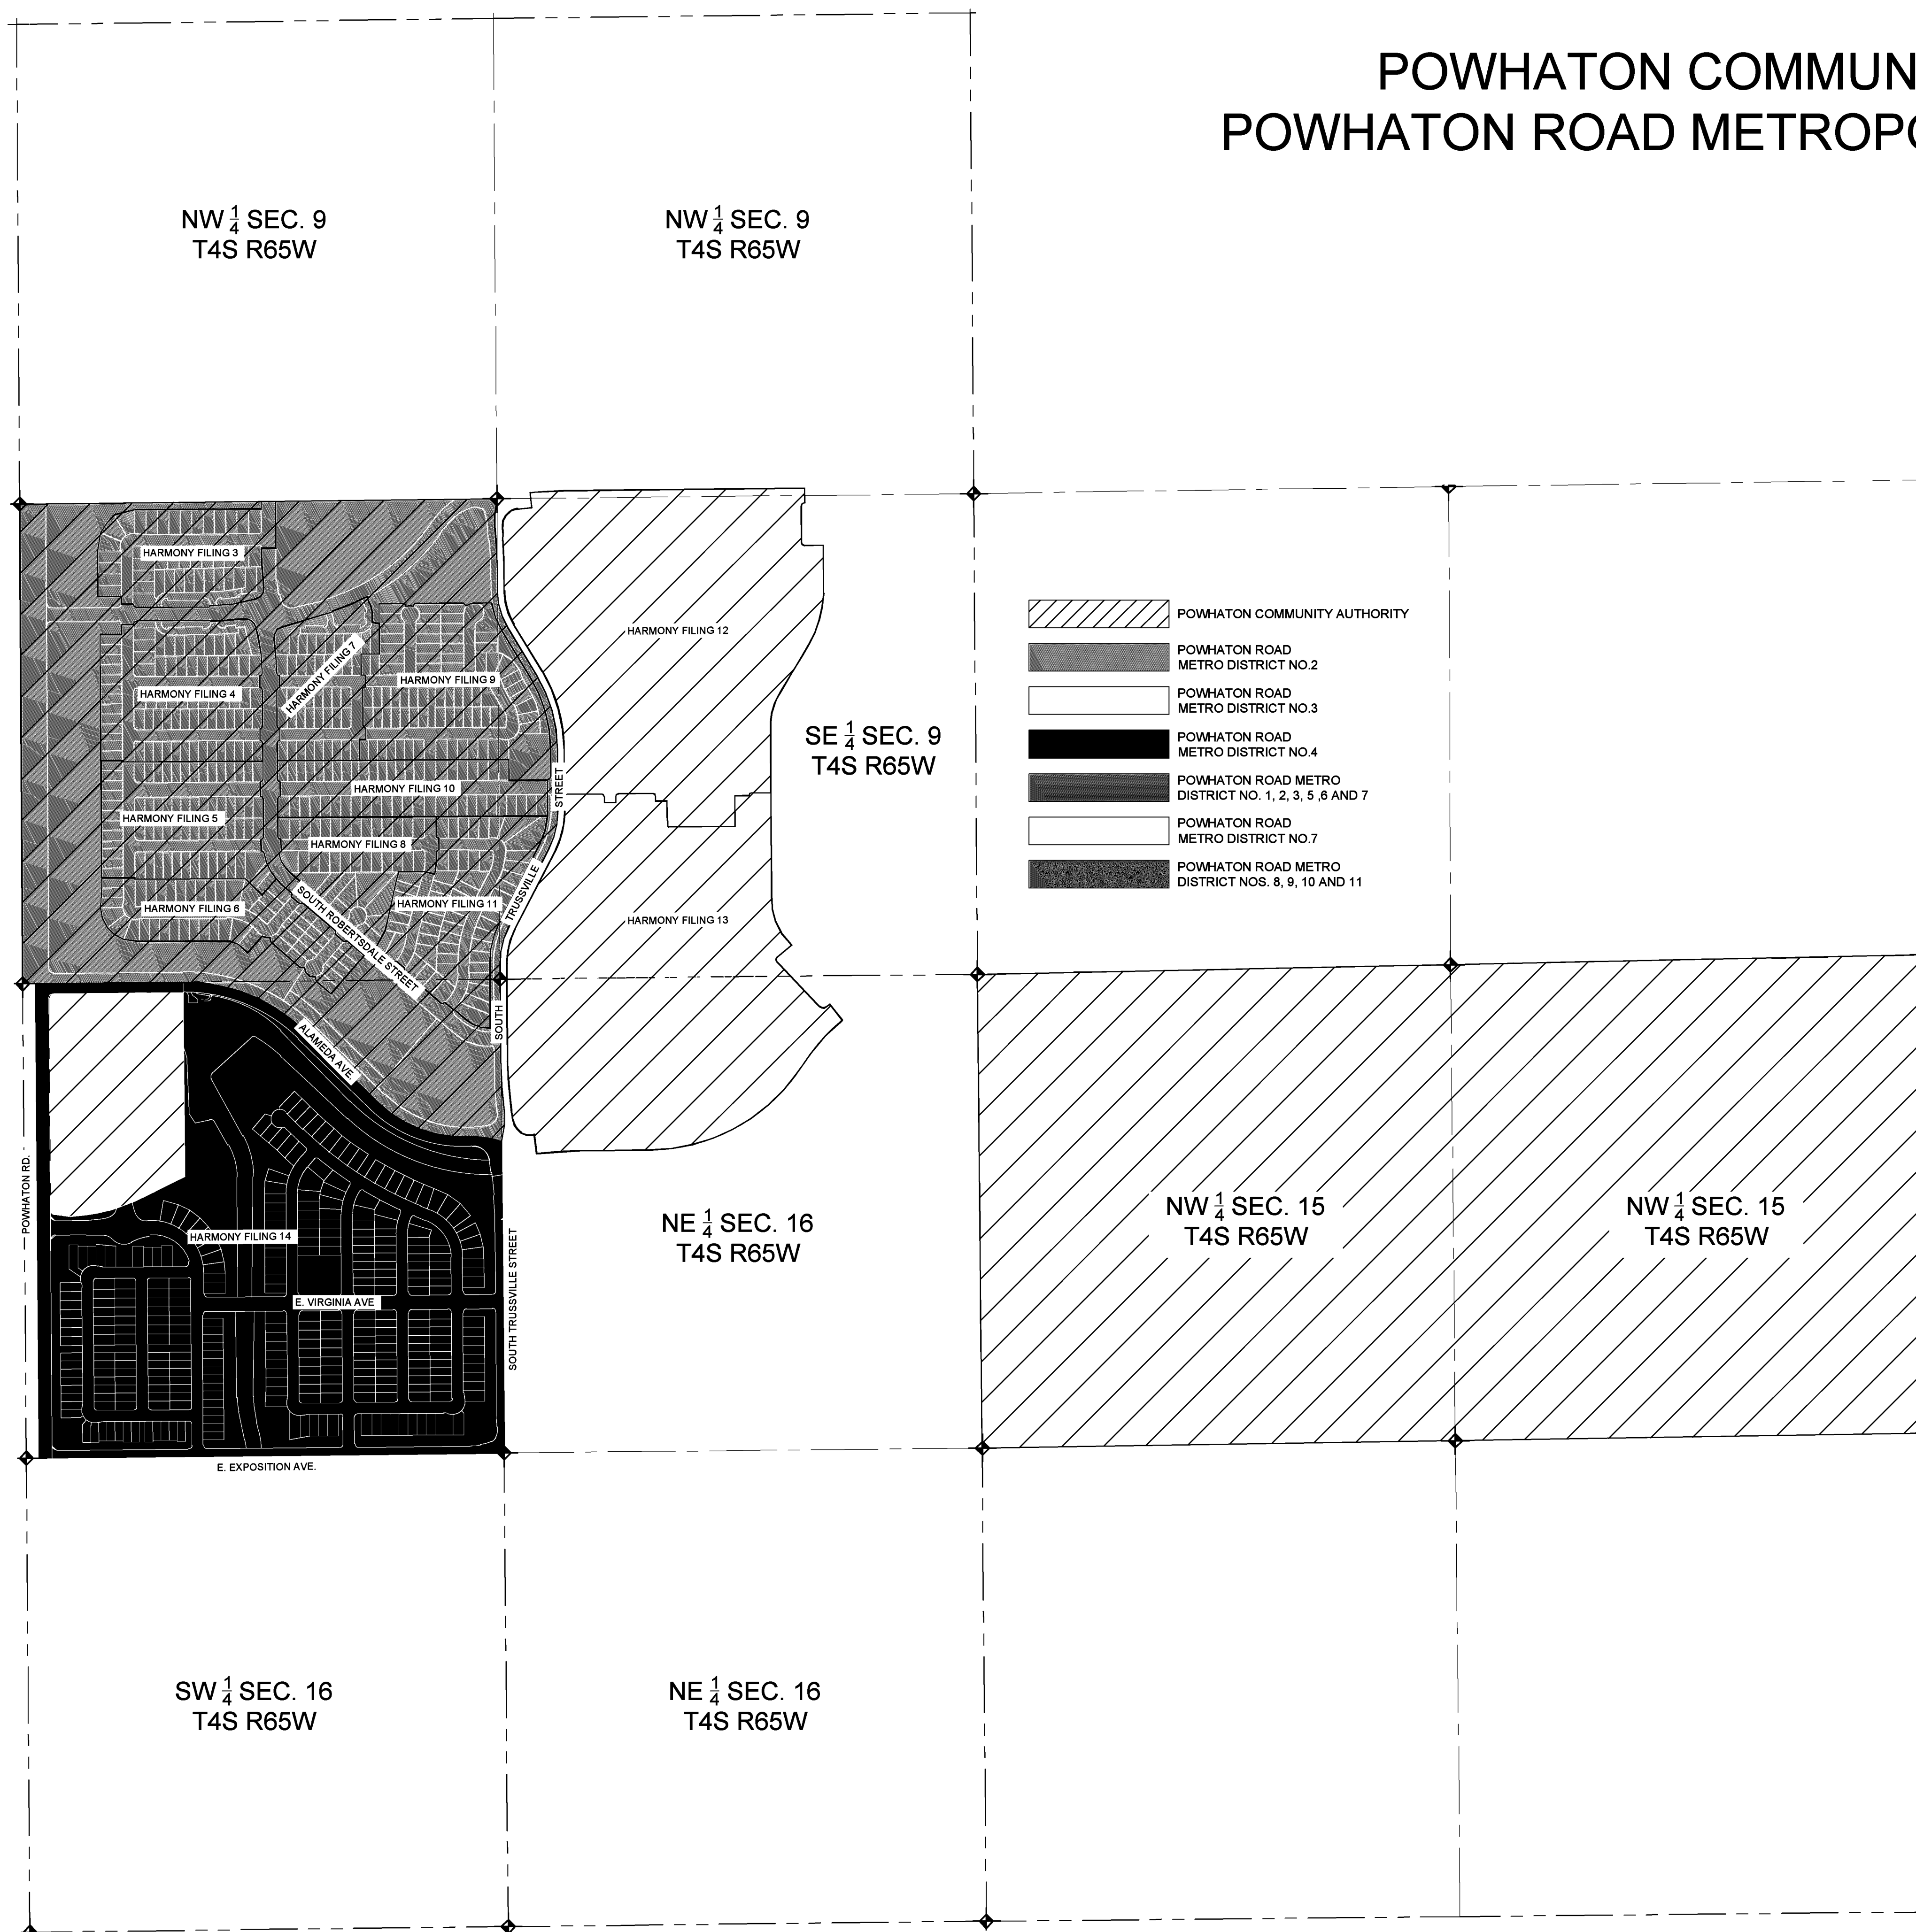 POWHATON COMMUN
POWHATON ROAD METROPO
NW 1/4 SEC. 9
T4S R65W
NW 1/4 SEC. 9
T4S R65W
HARMONY FILING 3
HARMONY FILING 4
HARMONY FILING 7
HARMONY FILING 9
HARMONY FILING 10
HARMONY FILING 5
HARMONY FILING 8
HARMONY FILING 6
HARMONY FILING 11
SOUTH ROBERTSDALE STREET
HARMONY FILING 12
HARMONY FILING 13
STREET
TRUSSVILLE
SOUTH
SE 1/4 SEC. 9
T4S R65W
POWHATON COMMUNITY AUTHORITY
POWHATON ROAD
METRO DISTRICT NO.2
POWHATON ROAD
METRO DISTRICT NO.3
POWHATON ROAD
METRO DISTRICT NO.4
POWHATON ROAD METRO
DISTRICT NO. 1, 2, 3, 5 ,6 AND 7
POWHATON ROAD
METRO DISTRICT NO.7
POWHATON ROAD METRO
DISTRICT NOS. 8, 9, 10 AND 11
ALAMEDA AVE
POWHATON RD.
HARMONY FILING 14
E. VIRGINIA AVE
SOUTH TRUSSVILLE STREET
E. EXPOSITION AVE.
NE 1/4 SEC. 16
T4S R65W
NW 1/4 SEC. 15
T4S R65W
NW 1/4 SEC. 15
T4S R65W
SW 1/4 SEC. 16
T4S R65W
NE 1/4 SEC. 16
T4S R65W